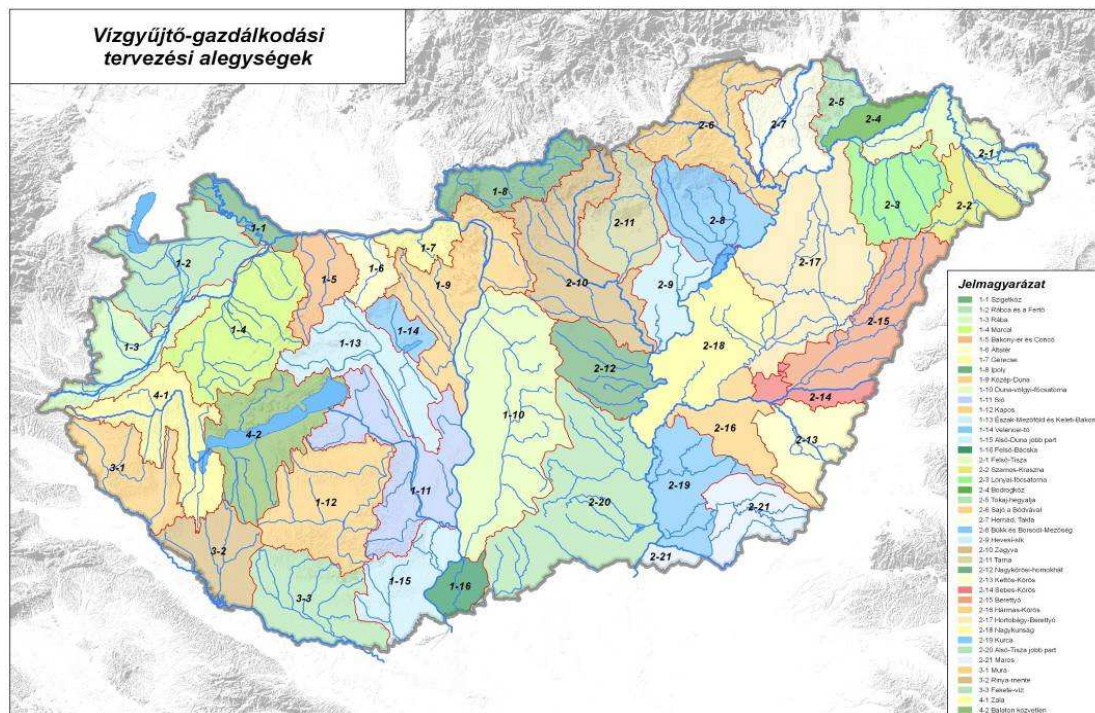 Vízgyűjtő-gazdálkodási
tervezési alegységek
2-5
2-6
2-7
2-4
2-1
1-8
2-3
2-2
1-1
2-8
2-11
1-2
1-7
2-17
1-5
1-6
1-9
2-10
2-9
1-4
1-14
2-15
1-3
1-13
2-18
2-12
4-1
2-14
1-10
2-16
4-2
2-13
3-1
2-19
1-12
1-11
2-20
2-21
3-2
2-21
1-15
1-16
3-3
Jelmagyarázat
1-1 Szigetköz
1-2 Rábca és a Fertő
1-3 Rába
1-4 Marcal
1-5 Bakony-ér és Concó
1-6 Általér
1-7 Gerecse
1-8 Ipoly
1-9 Közép-Duna
1-10 Duna-völgyi-főcsatorna
1-11 Sió
1-12 Kapos
1-13 Észak-Mezőföld és Keleti-Bakony
1-14 Velencei-tó
1-15 Alsó-Duna jobb part
1-16 Felső-Bácska
2-1 Felső-Tisza
2-2 Szamos-Kraszna
2-3 Lónyai-főcsatorna
2-4 Bodrogköz
2-5 Tokaj-hegyalja
2-6 Sajó a Bódvával
2-7 Hernád, Takta
2-8 Bükk és Borsodi-Mezőség
2-9 Hevesi-sík
2-10 Zagyva
2-11 Tarna
2-12 Nagykőrösi-homokhát
2-13 Kettős-Körös
2-14 Sebes-Körös
2-15 Berettyó
2-16 Hármas-Körös
2-17 Hortobágy-Berettyó
2-18 Nagykunság
2-19 Kurca
2-20 Alsó-Tisza jobb part
2-21 Maros
3-1 Mura
3-2 Rinya-mente
3-3 Fekete-víz
4-1 Zala
4-2 Balaton közvetlen